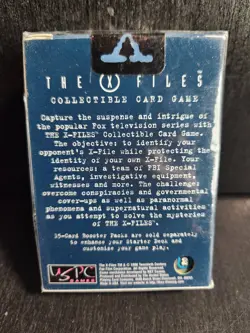 THE X FILES
COLLECTIBLE CARD GAME
Capture the suspense and intrigue of
the popular Fox television series with
THE X-FILES Collectible Card Game.
The objective: to identify your
opponent's X-File while protecting the
identity of your own X-File. Your
resources: a team of FBI Special
Agents, investigative equipment,
witnesses and more. The challenge:
overcome conspiracies and governmental
cover-ups as well as paranormal
phenomena and supernatural activities
as you attempt to solve the mysteries
of THE X-FILES.
15-Card Booster Packs are sold separately
to enhance your Starter Deck and
customize your game play.
USPC
GAMES